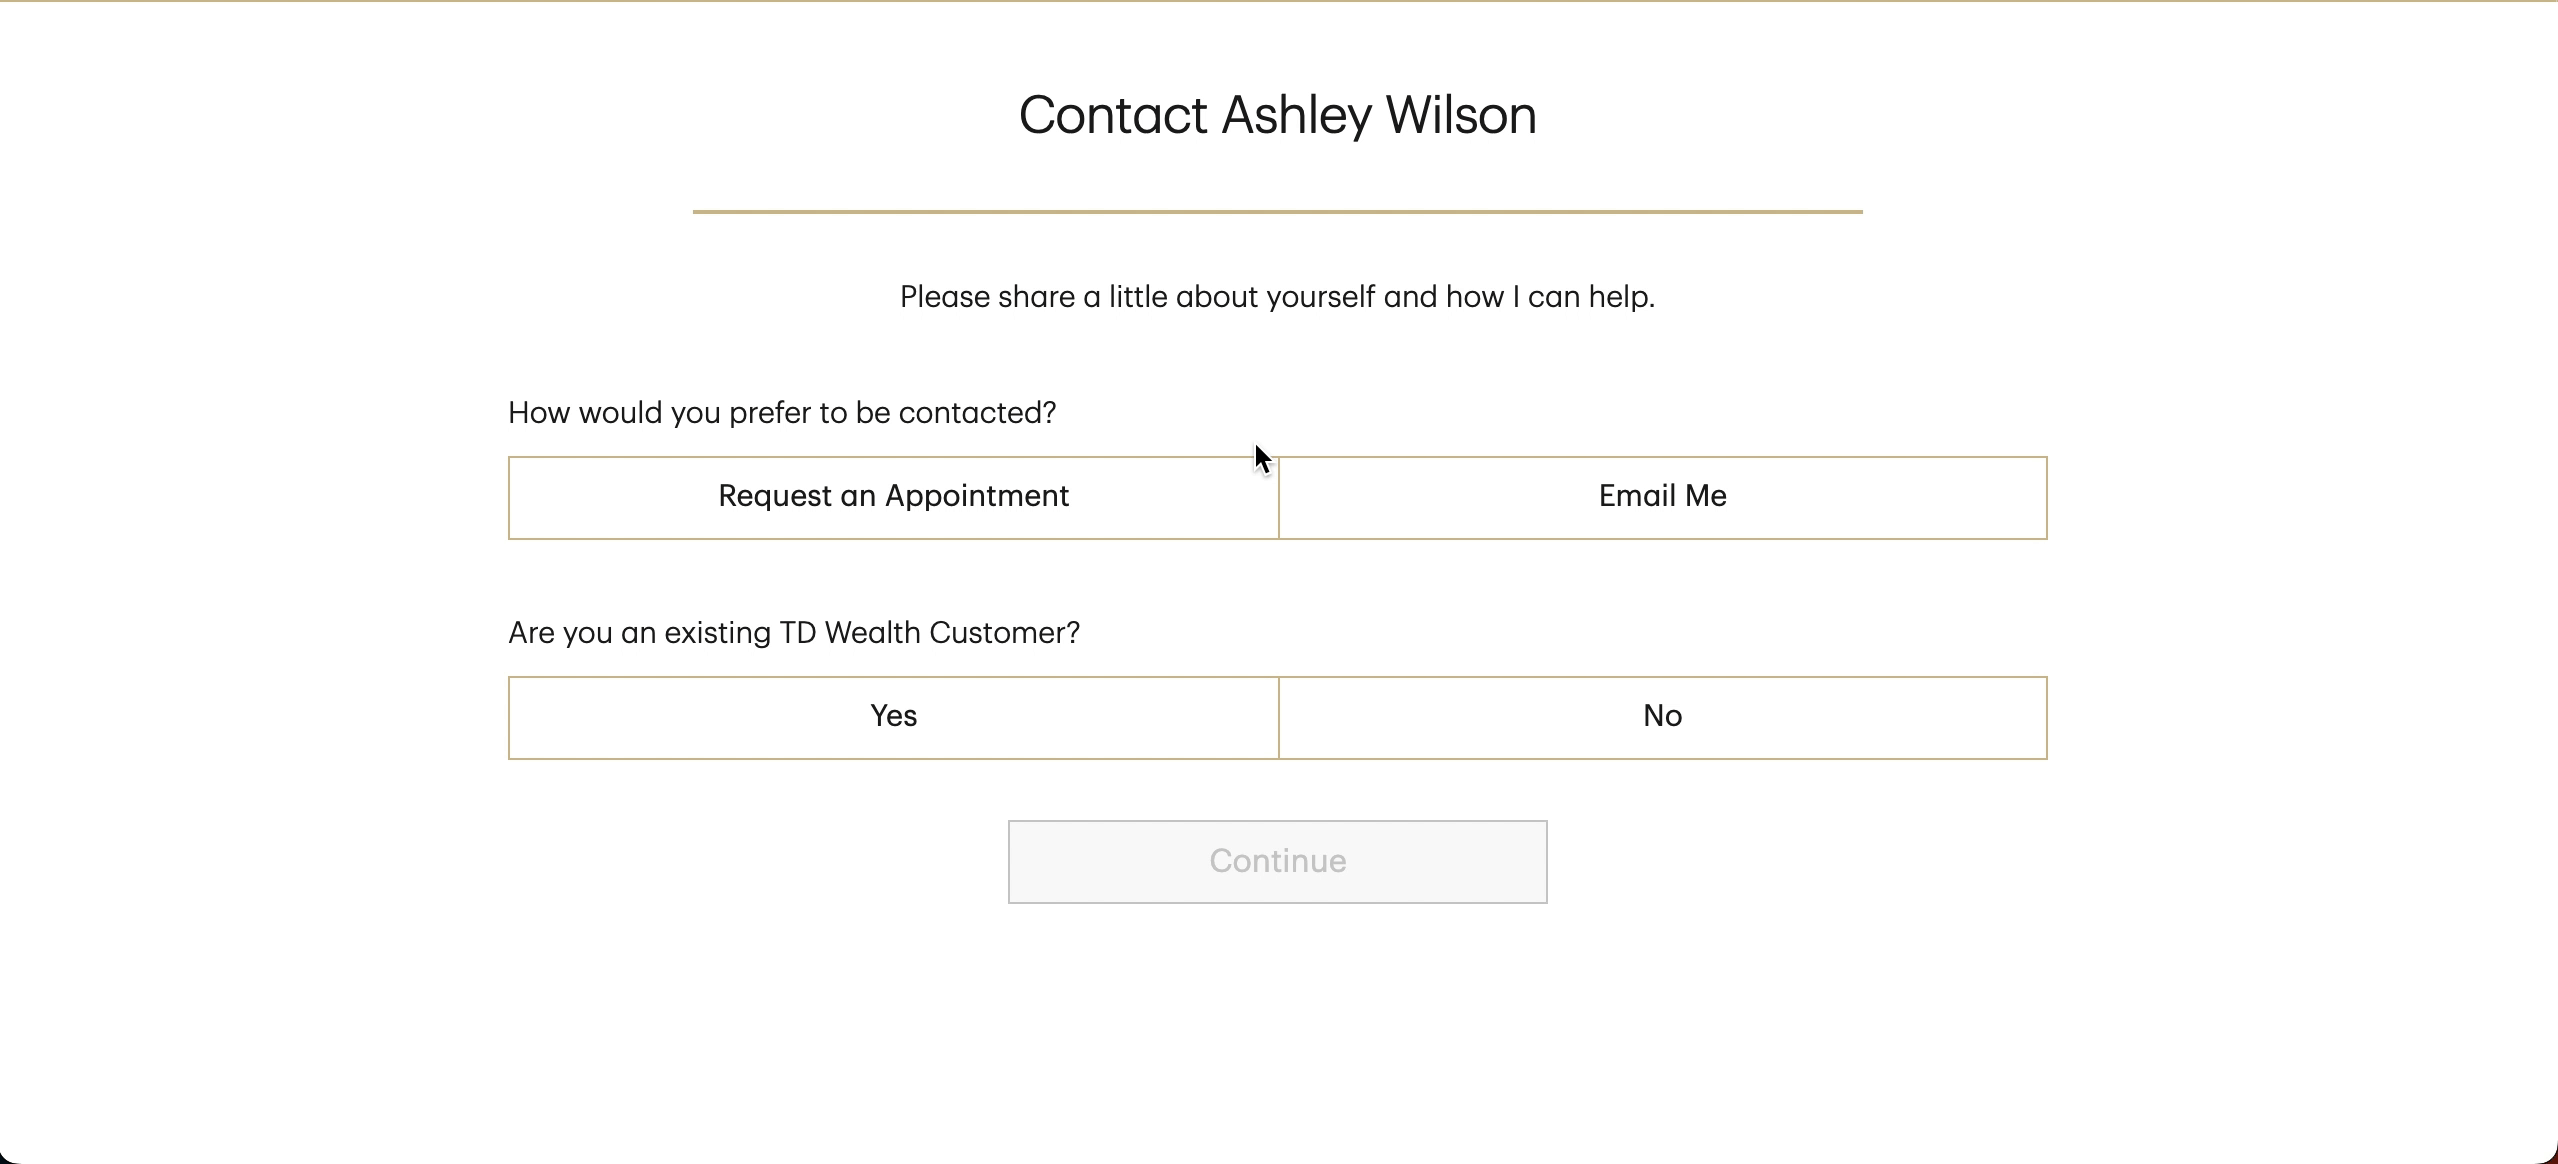 Contact Ashley Wilson
Please share a little about yourself and how I can help.
How would you prefer to be contacted?
Request an Appointment
Email Me
Are you an existing TD Wealth Customer?
Yes
No
Continue